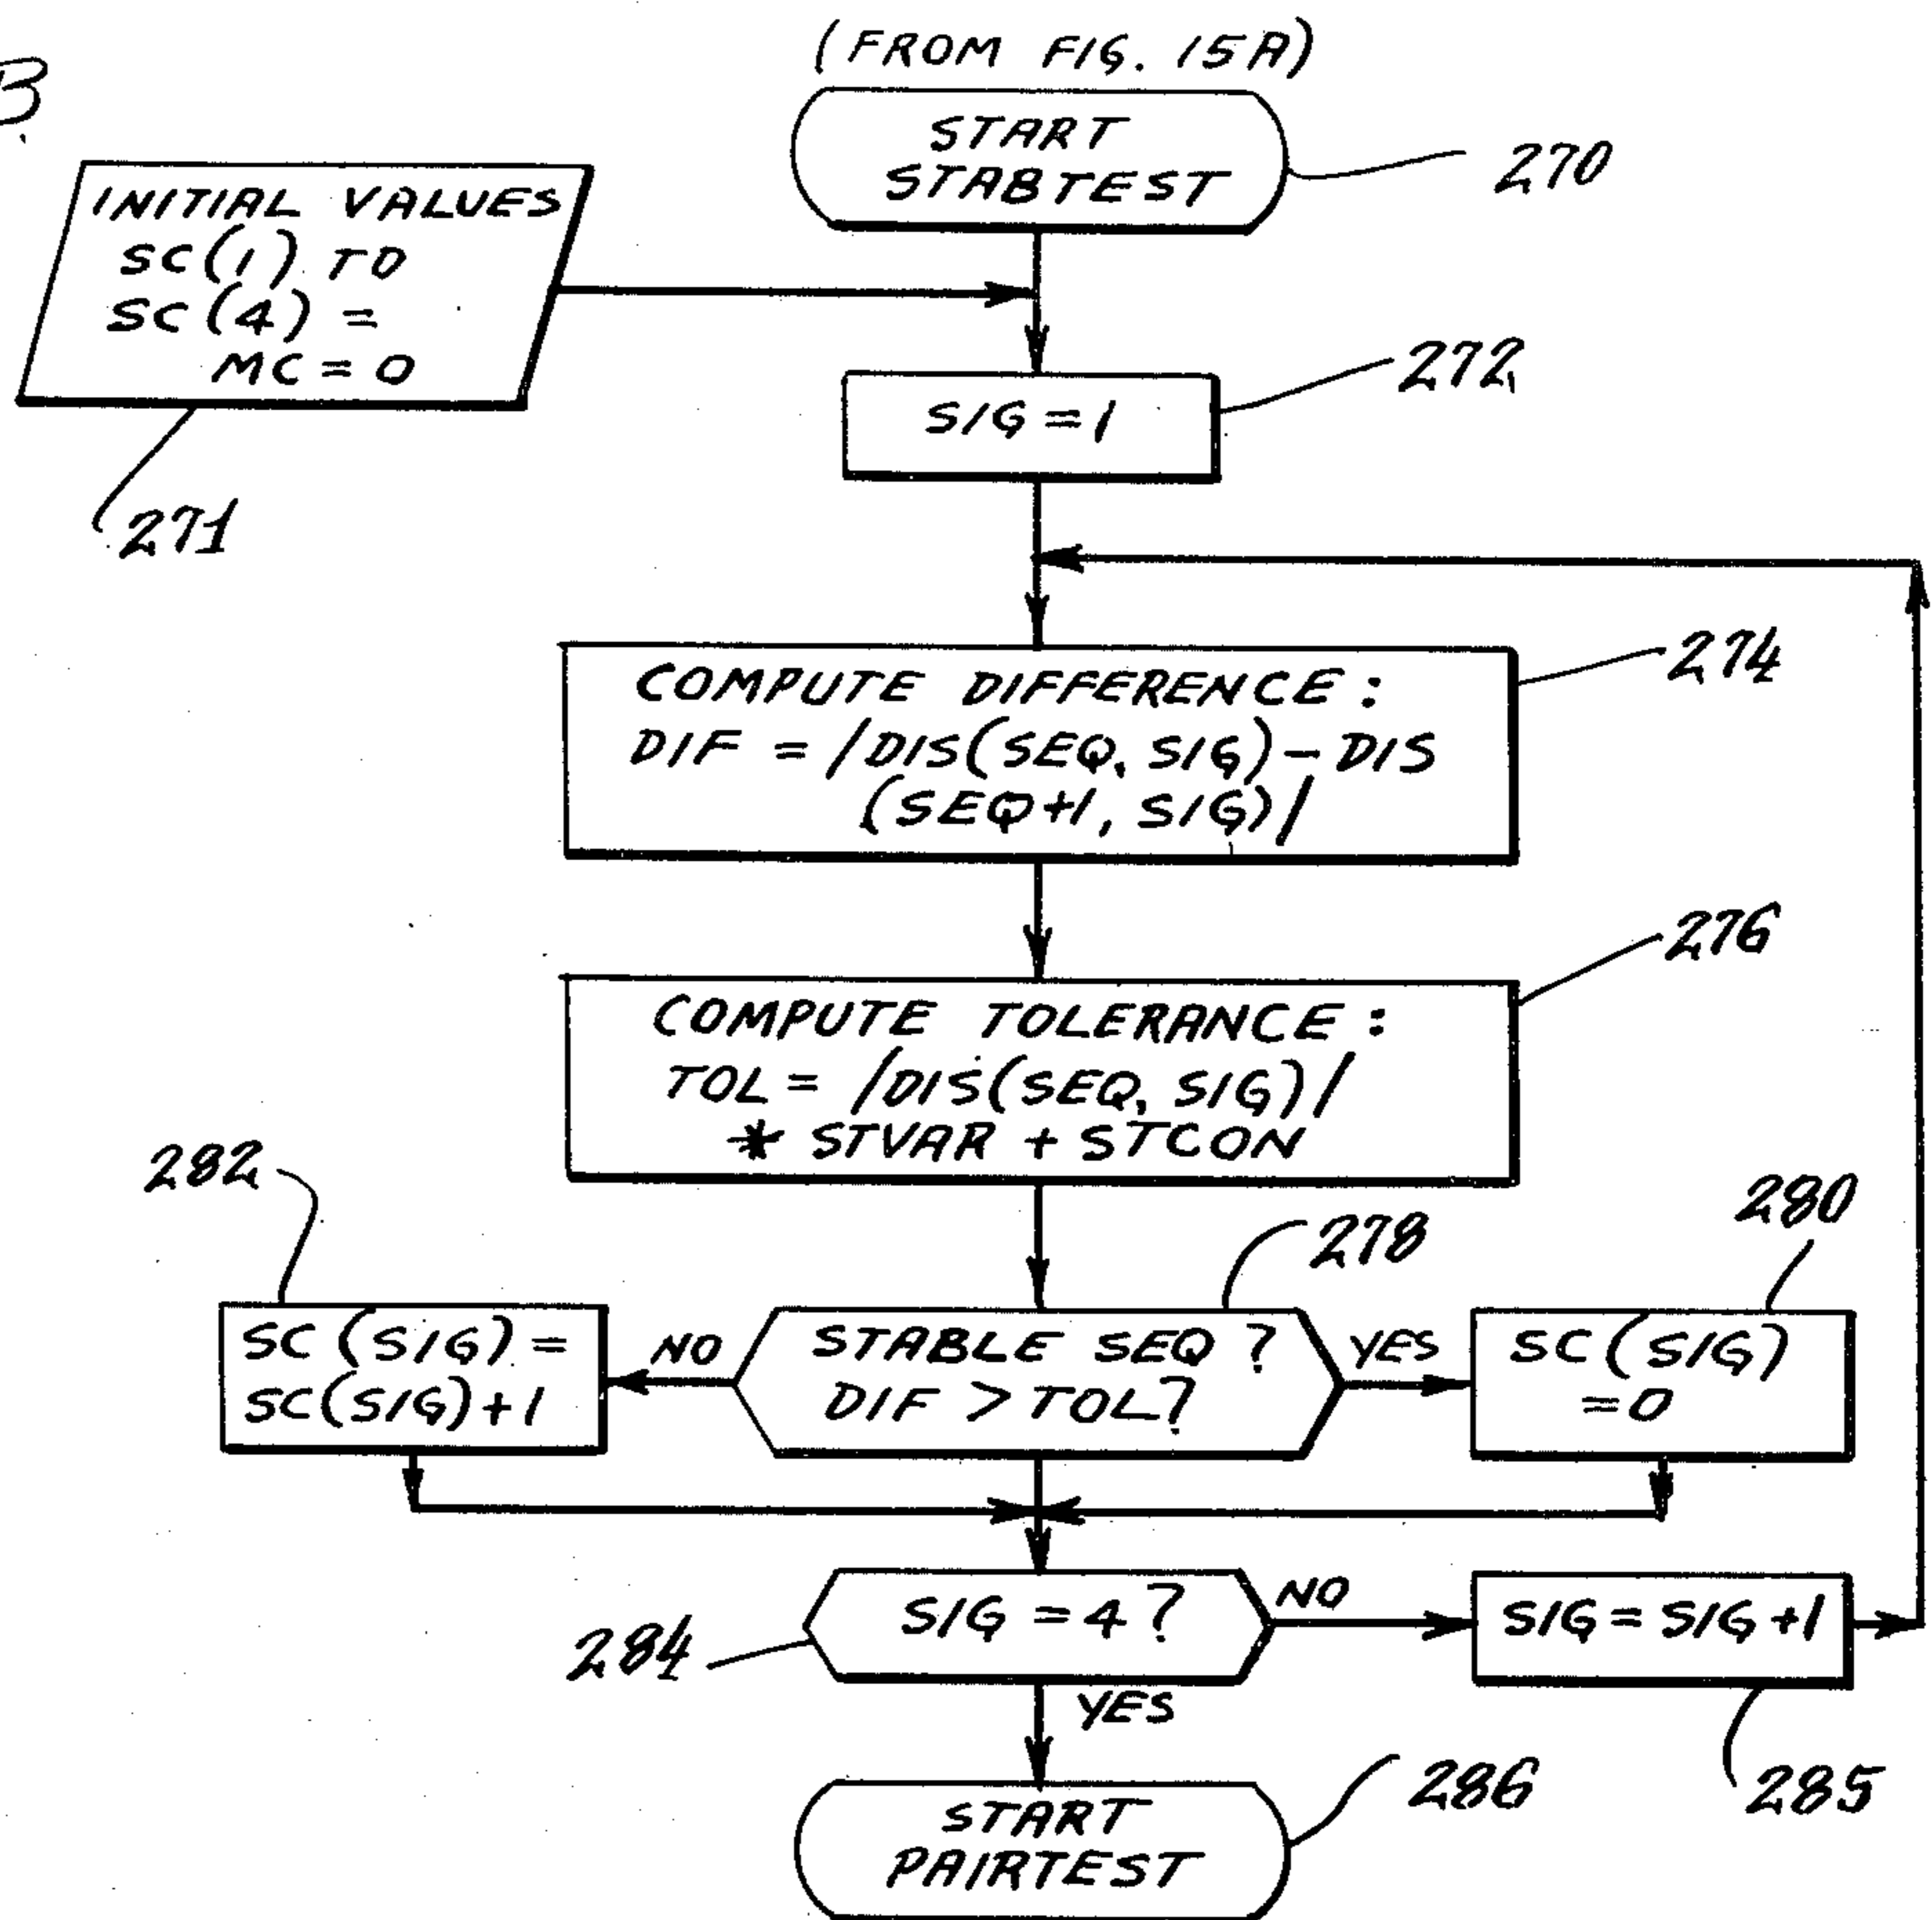 (FROM FIG. 15A)
B
START
STABTEST
270
INITIAL VALUES
SC(1) TO
SC(4) =
MC = 0
271
272
SIG = 1
274
COMPUTE DIFFERENCE :
DIF = /DIS(SEQ, SIG) - DIS
(SEQ+1, SIG)/
276
COMPUTE TOLERANCE :
TOL = /DIS(SEQ, SIG)/
* STVAR + STCON
282
278
280
SC(SIG) =
SC(SIG)+1
NO
STABLE SEQ ?
DIF > TOL?
YES
SC(SIG)
=0
284
SIG = 4 ?
NO
SIG = SIG +1
285
YES
START
PAIRTEST
286